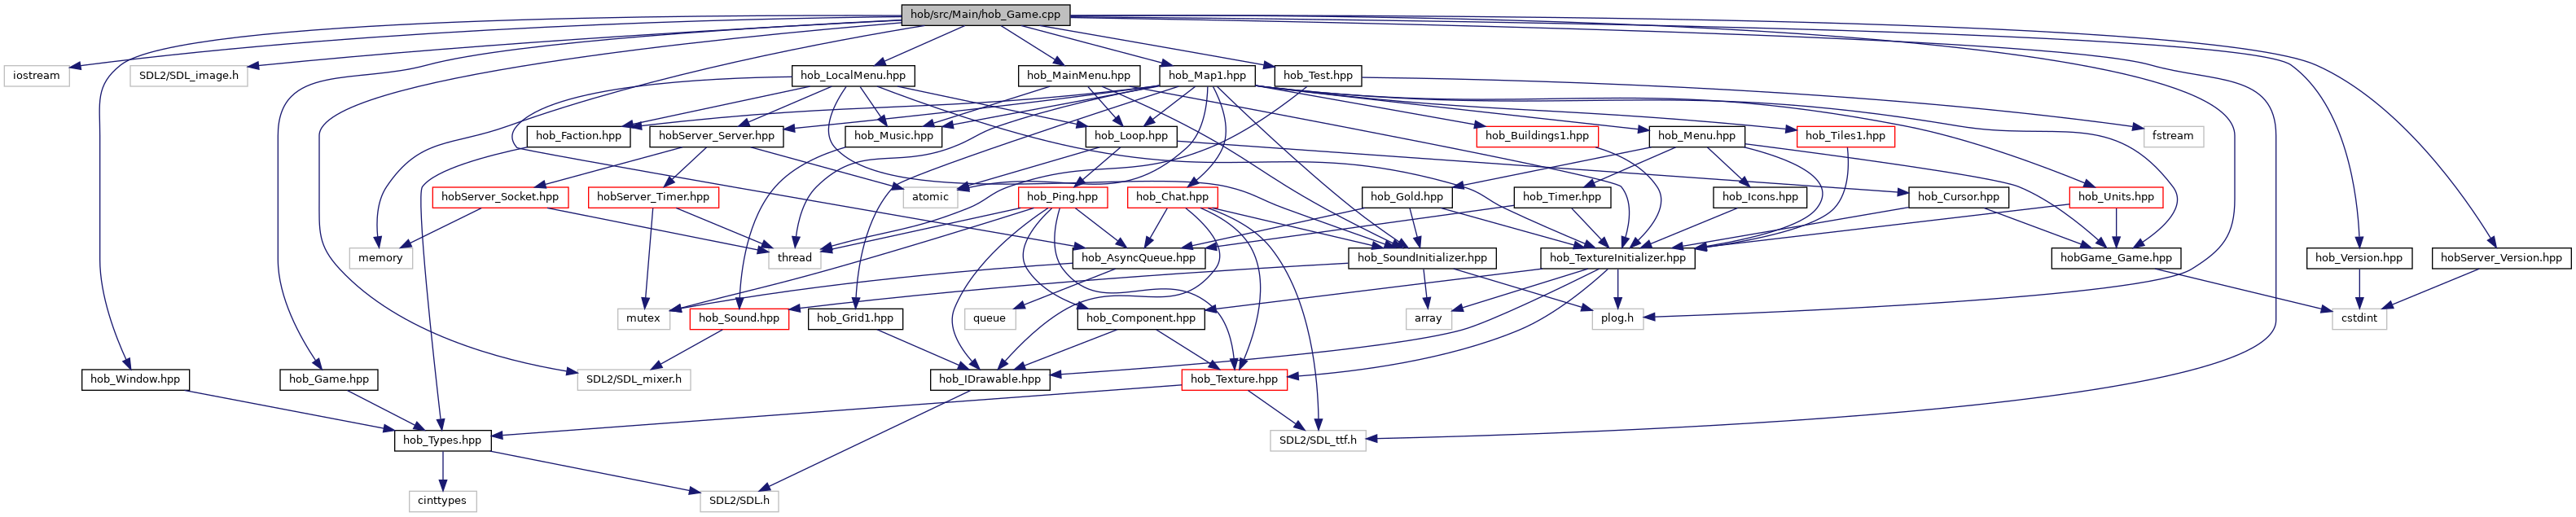 hob/src/Main/hob_Game.cpp
iostream
SDL2/SDL_image.h
hob_LocalMenu.hpp
hob_MainMenu.hpp
hob_Map1.hpp
hob_Test.hpp
hob_Faction.hpp
hobServer_Server.hpp
hob_Music.hpp
hob_Loop.hpp
hob_Buildings1.hpp
hob_Menu.hpp
hob_Tiles1.hpp
fstream
hobServer_Socket.hpp
hobServer_Timer.hpp
atomic
hob_Ping.hpp
hob_Chat.hpp
hob_Gold.hpp
hob_Timer.hpp
hob_Icons.hpp
hob_Cursor.hpp
hob_Units.hpp
memory
thread
hob_AsyncQueue.hpp
hob_SoundInitializer.hpp
hob_TextureInitializer.hpp
hobGame_Game.hpp
hob_Version.hpp
hobServer_Version.hpp
mutex
hob_Sound.hpp
hob_Grid1.hpp
queue
hob_Component.hpp
array
plog.h
cstdint
hob_Window.hpp
hob_Game.hpp
SDL2/SDL_mixer.h
hob_IDrawable.hpp
hob_Texture.hpp
hob_Types.hpp
SDL2/SDL_ttf.h
cinttypes
SDL2/SDL.h